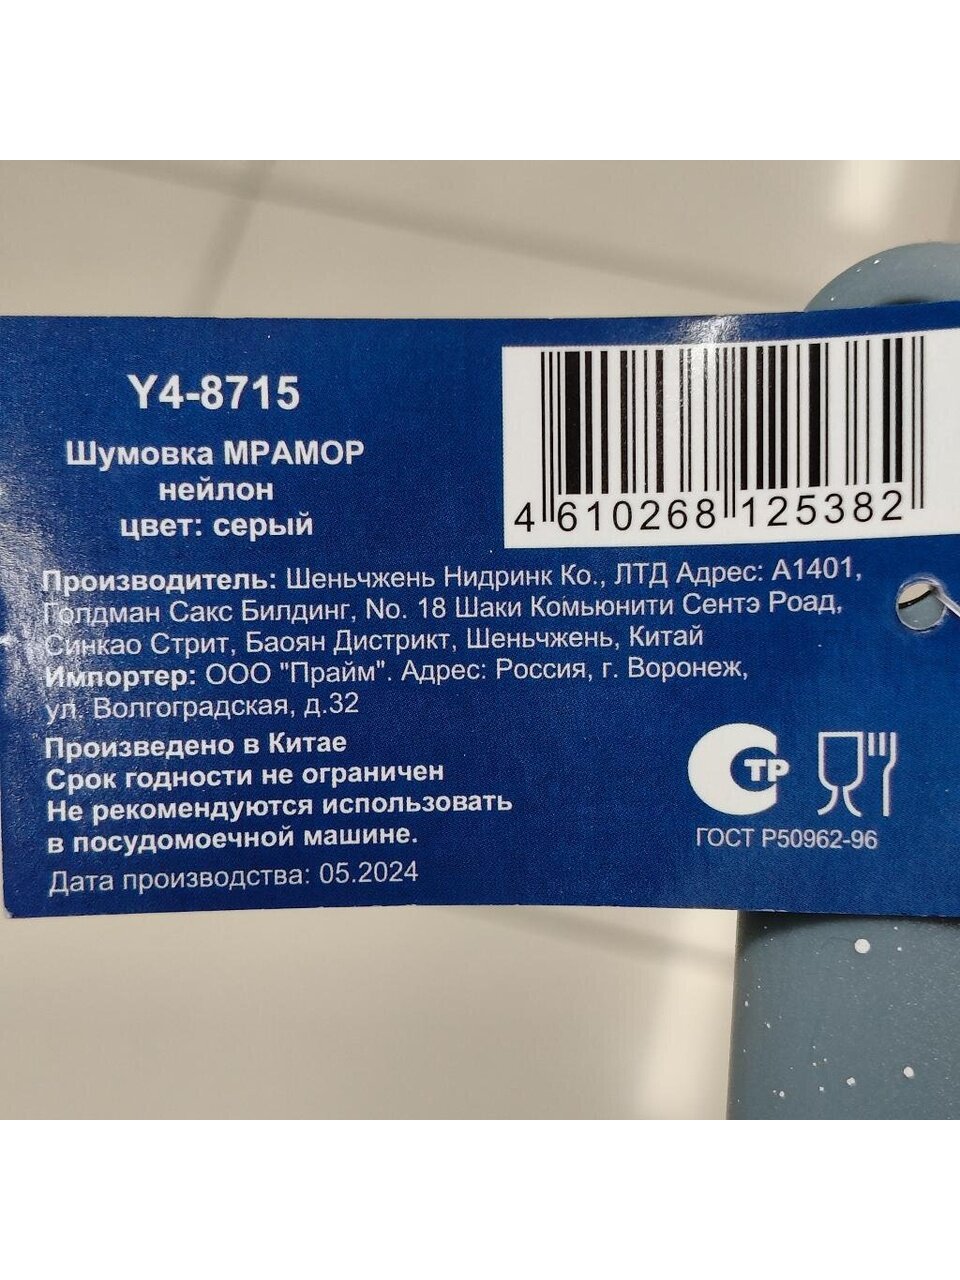 Y4-8715
Шумовка МРАМОР
нейлон
цвет: серый
4 610268 125382
Производитель: Шеньчжень Нидринк Ко., ЛТД Адрес: А1401,
Голдман Сакс Билдинг, No. 18 Шаки Комьюнити Сентэ Роад,
Синкао Стрит, Баоян Дистрикт, Шеньчжень, Китай
Импортер: ООО "Прайм". Адрес: Россия, г. Воронеж,
ул. Волгоградская, д.32
Произведено в Китае
Срок годности не ограничен
Не рекомендуются использовать
в посудомоечной машине.
Дата производства: 05.2024
СТР
ГОСТ Р50962-96